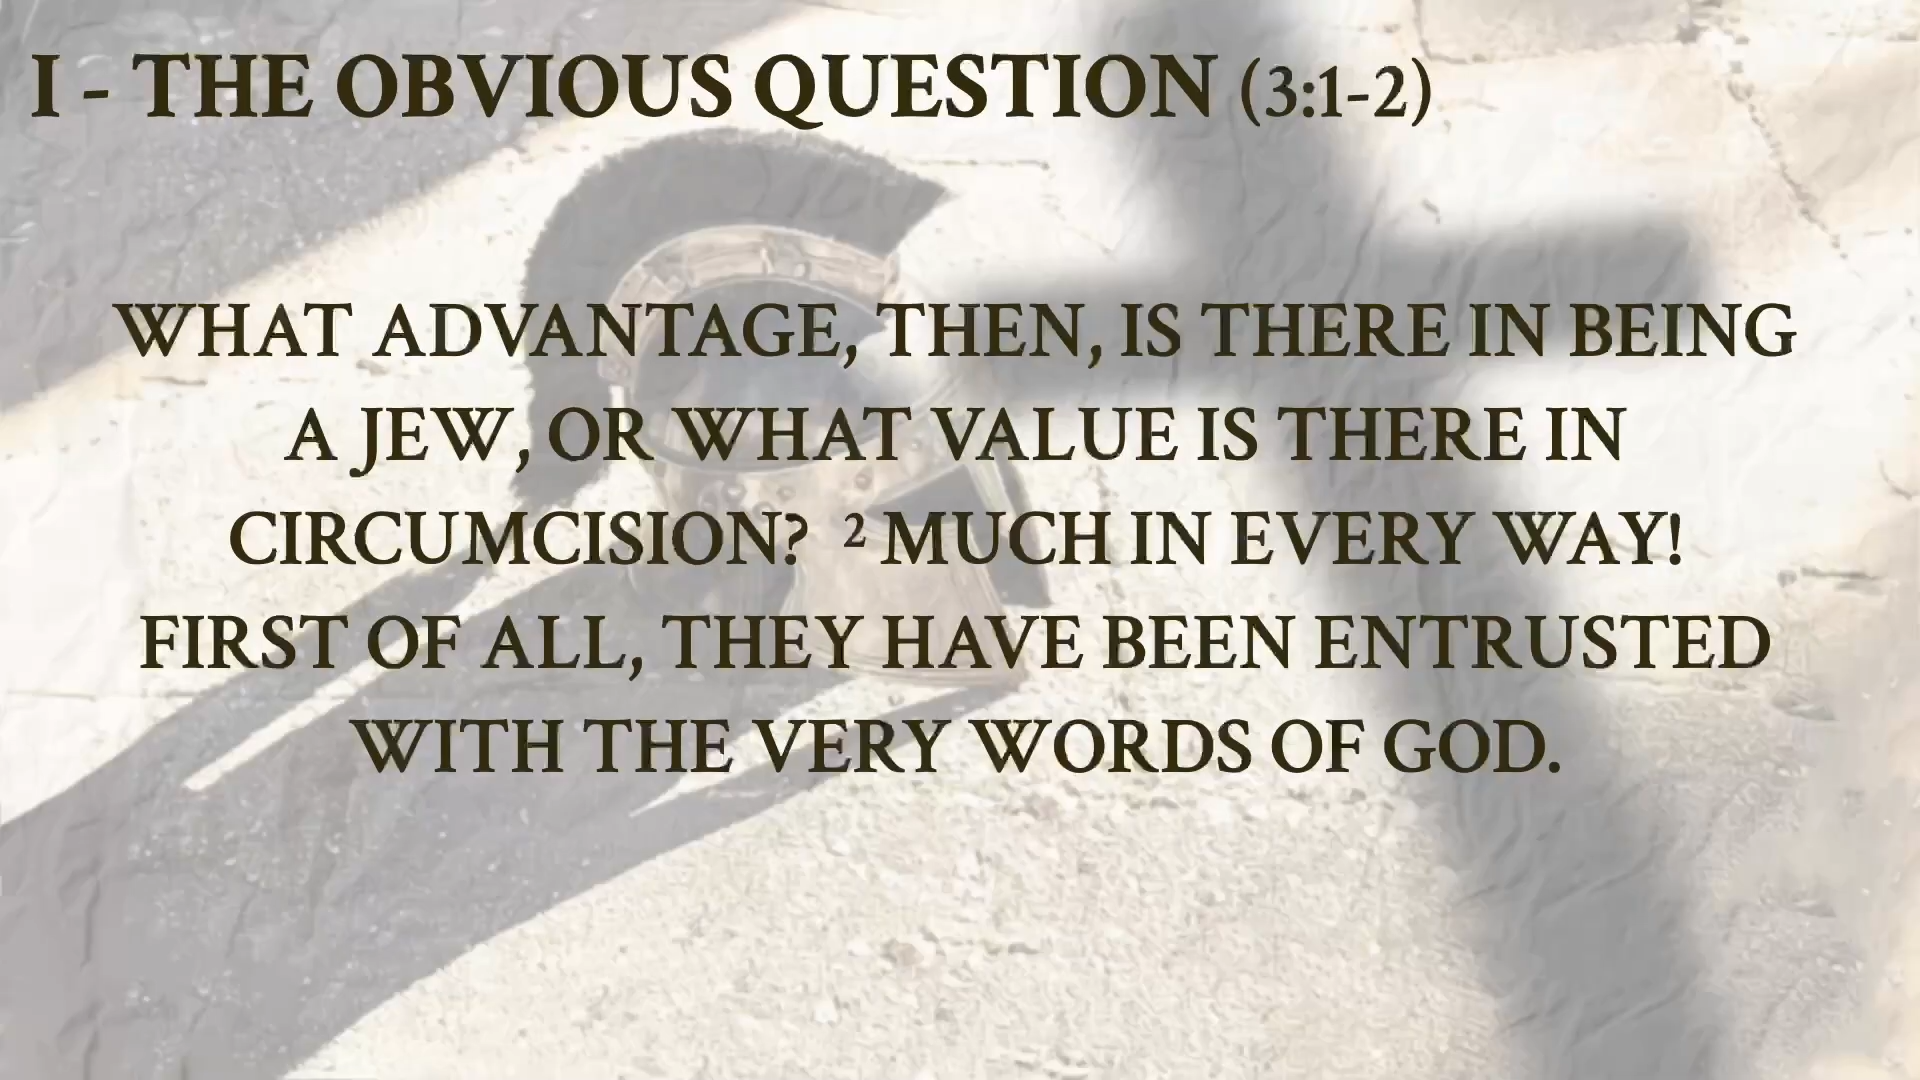 I - THE OBVIOUS QUESTION (3:1-2)
WHAT ADVANTAGE, THEN, IS THERE IN BEING
A JEW, OR WHAT VALUE IS THERE IN
CIRCUMCISION? ² MUCH IN EVERY WAY!
FIRST OF ALL, THEY HAVE BEEN ENTRUSTED
WITH THE VERY WORDS OF GOD.